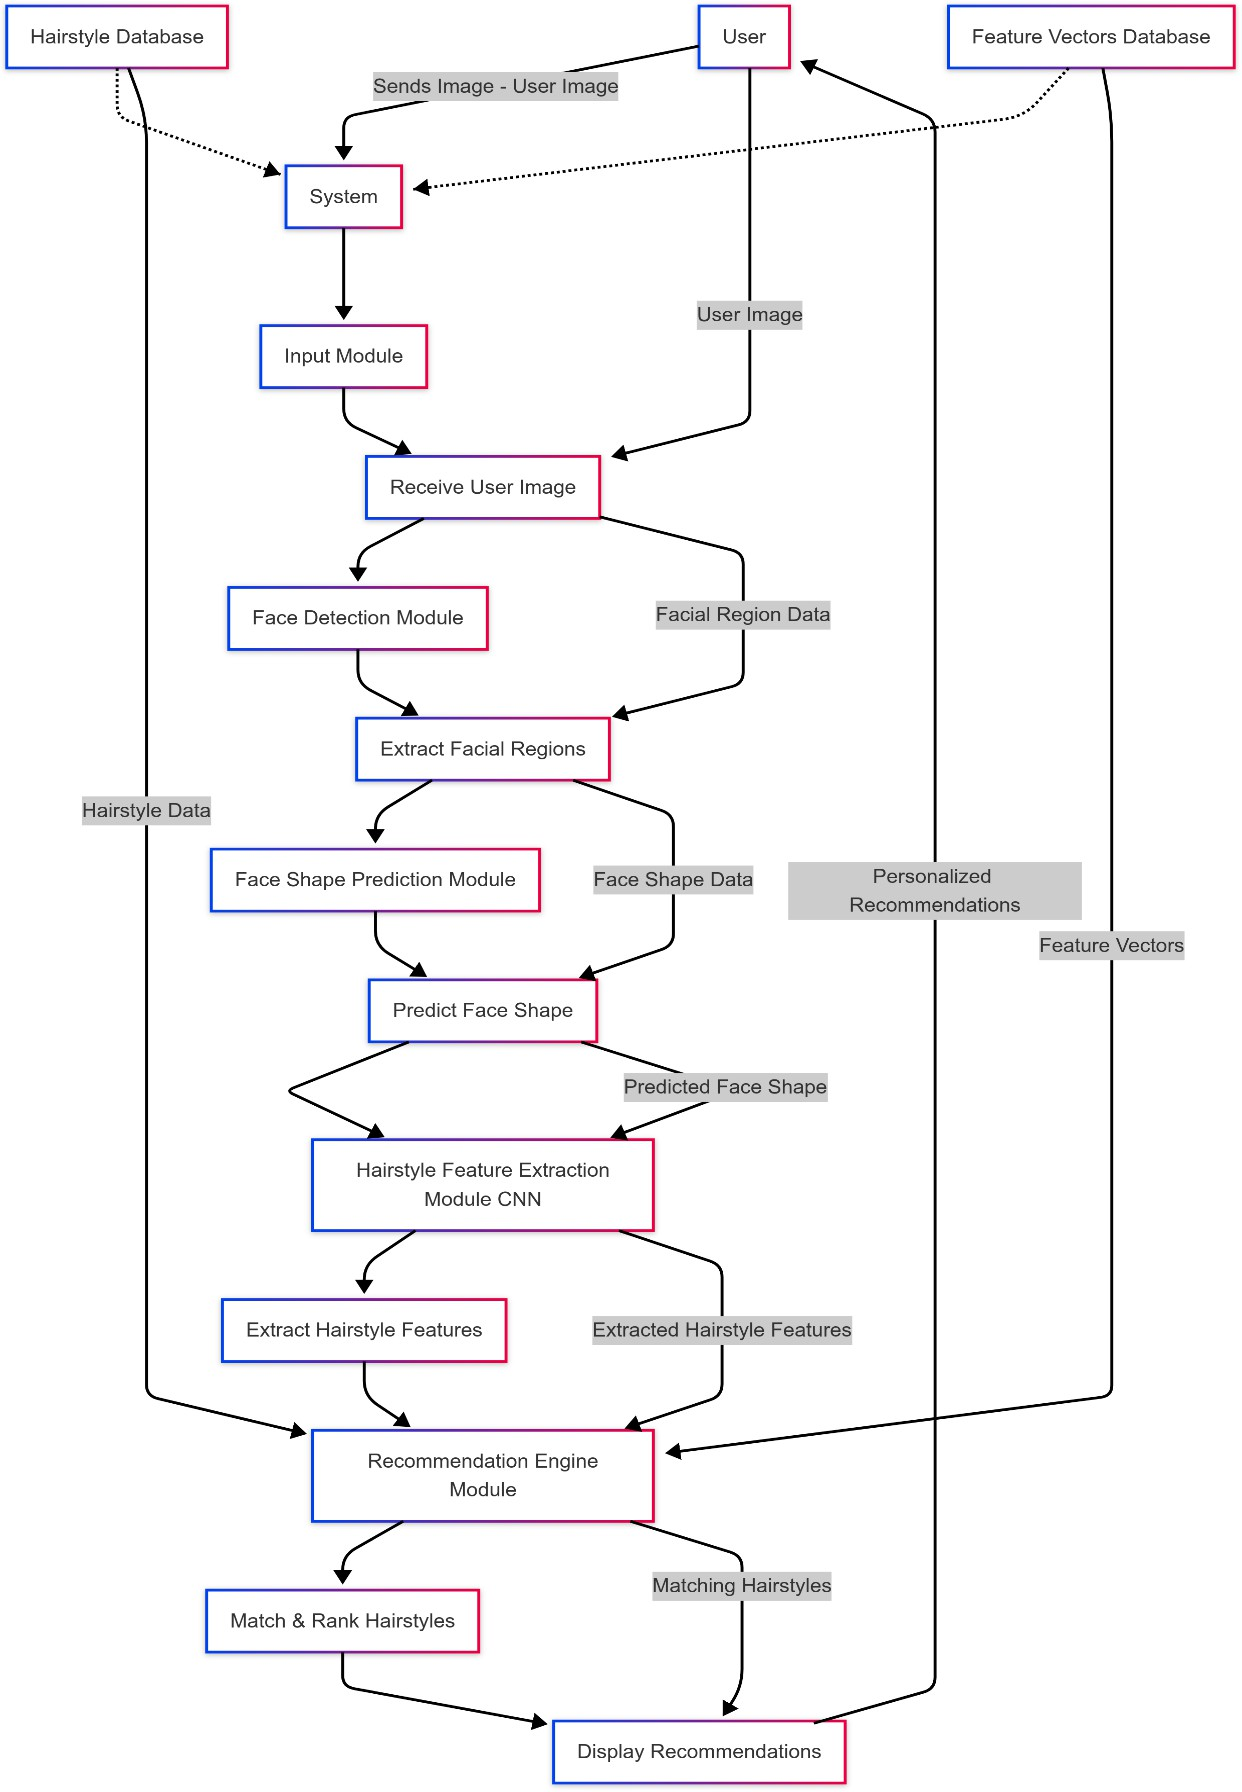 Hairstyle Database
User
Feature Vectors Database
Sends Image - User Image
System
User Image
Input Module
Receive User Image
Face Detection Module
Facial Region Data
Extract Facial Regions
Hairstyle Data
Face Shape Prediction Module
Face Shape Data
Personalized
Recommendations
Feature Vectors
Predict Face Shape
Predicted Face Shape
Hairstyle Feature Extraction
Module CNN
Extract Hairstyle Features
Extracted Hairstyle Features
Recommendation Engine
Module
Matching Hairstyles
Match & Rank Hairstyles
Display Recommendations